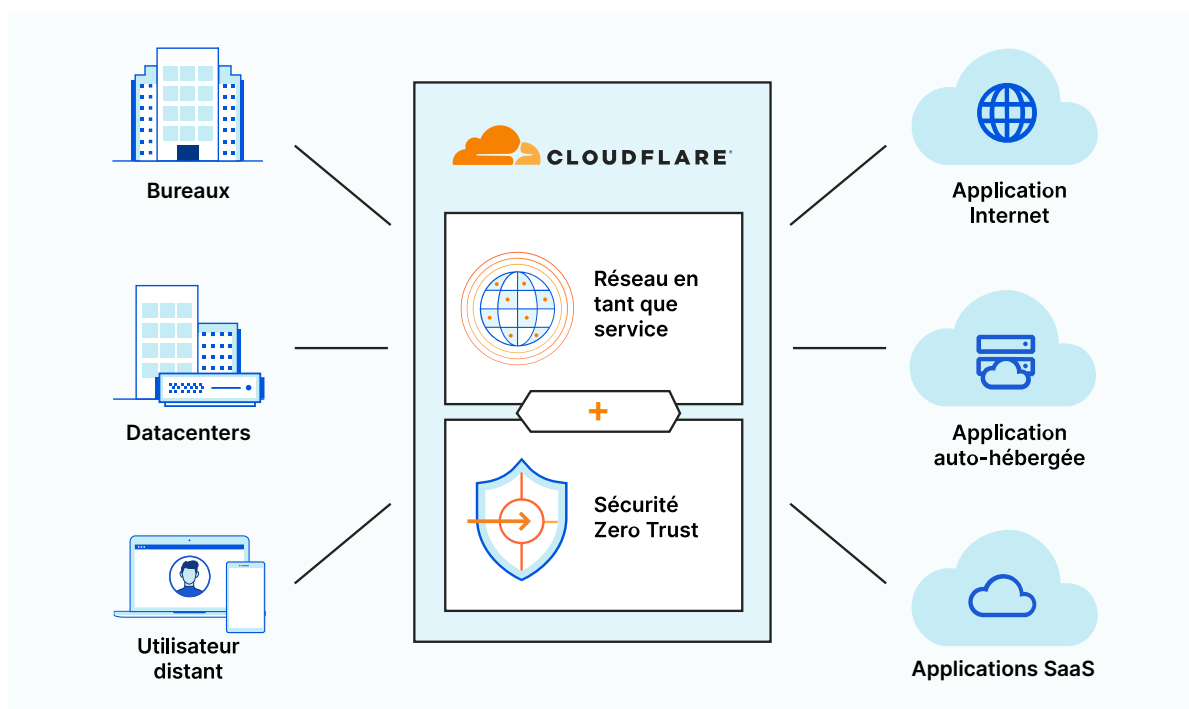 Bureaux
Datacenters
Utilisateur
distant
CLOUDFLARE
Réseau en
tant que
service
+
Sécurité
Zero Trust
Application
Internet
Application
auto-hébergée
Applications SaaS